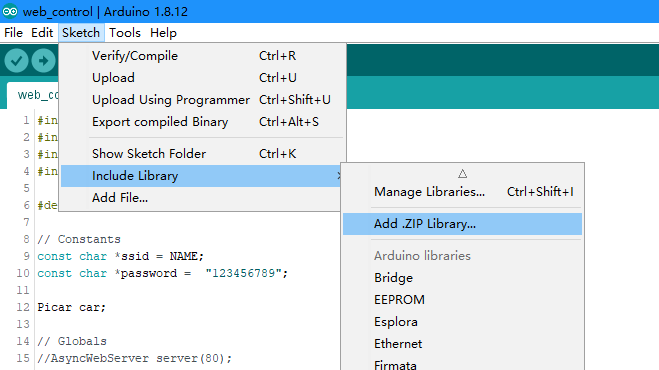 web_control | Arduino 1.8.12
File Edit Sketch Tools Help
Verify/Compile Ctrl+R
Upload Ctrl+U
Upload Using Programmer Ctrl+Shift+U
Export compiled Binary Ctrl+Alt+S
Show Sketch Folder Ctrl+K
Include Library
Add File...
Manage Libraries... Ctrl+Shift+I
Add .ZIP Library...
Arduino libraries
Bridge
EEPROM
Esplora
Ethernet
Firmata
web_co
1 #in
2 #in
3 #in
4 #in
5
6 #de
7
8 // Constants
9 const char *ssid = NAME;
10 const char *password =  "123456789";
11
12 Picar car;
13
14 // Globals
15 //AsyncWebServer server(80);